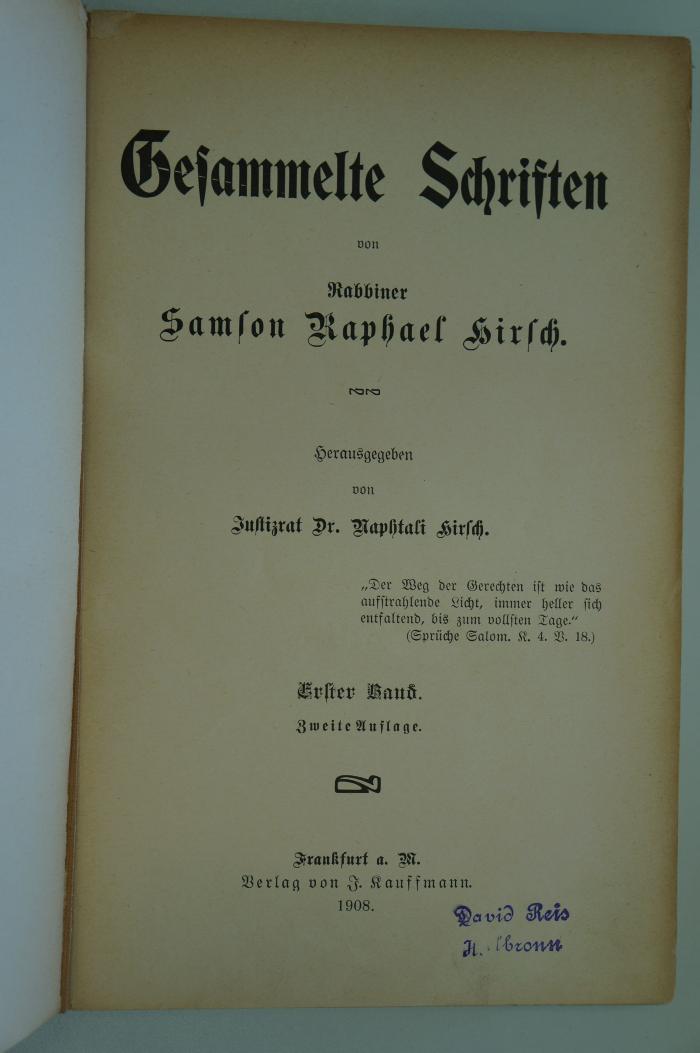 Gesammelte Schriften
von
Rabbiner
Samson Raphael Hirsch.
Herausgegeben
von
Justizrat Dr. Naphtali Hirsch.
„Der Weg der Gerechten ist wie das
aufstrahlende Licht, immer heller sich
entfaltend, bis zum vollsten Tage.“
(Sprüche Salom. K. 4. V. 18.)
Erster Band.
Zweite Auflage.
Frankfurt a. M.
Verlag von J. Kauffmann.
1908.
David Reis